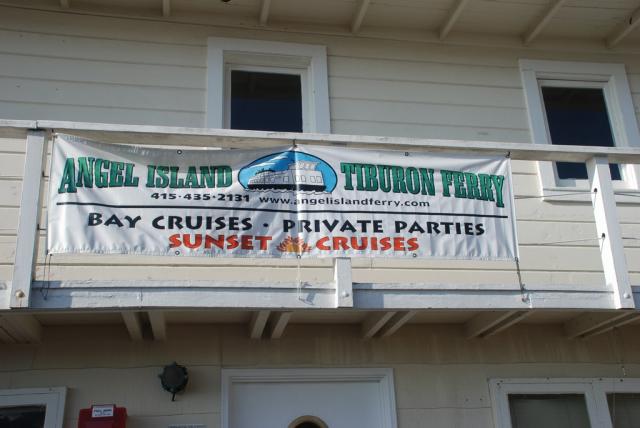 ANGEL ISLAND TIBURON FERRY
415-435-2131 www.angelislandferry.com
BAY CRUISES · PRIVATE PARTIES
SUNSET CRUISES